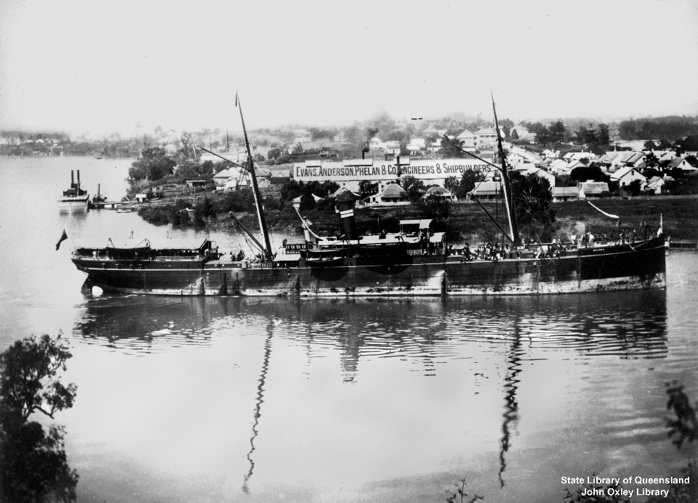 EVANS, ANDERSON, PHELAN & CO. ENGINEERS & SHIPBUILDERS.
State Library of Queensland
John Oxley Library